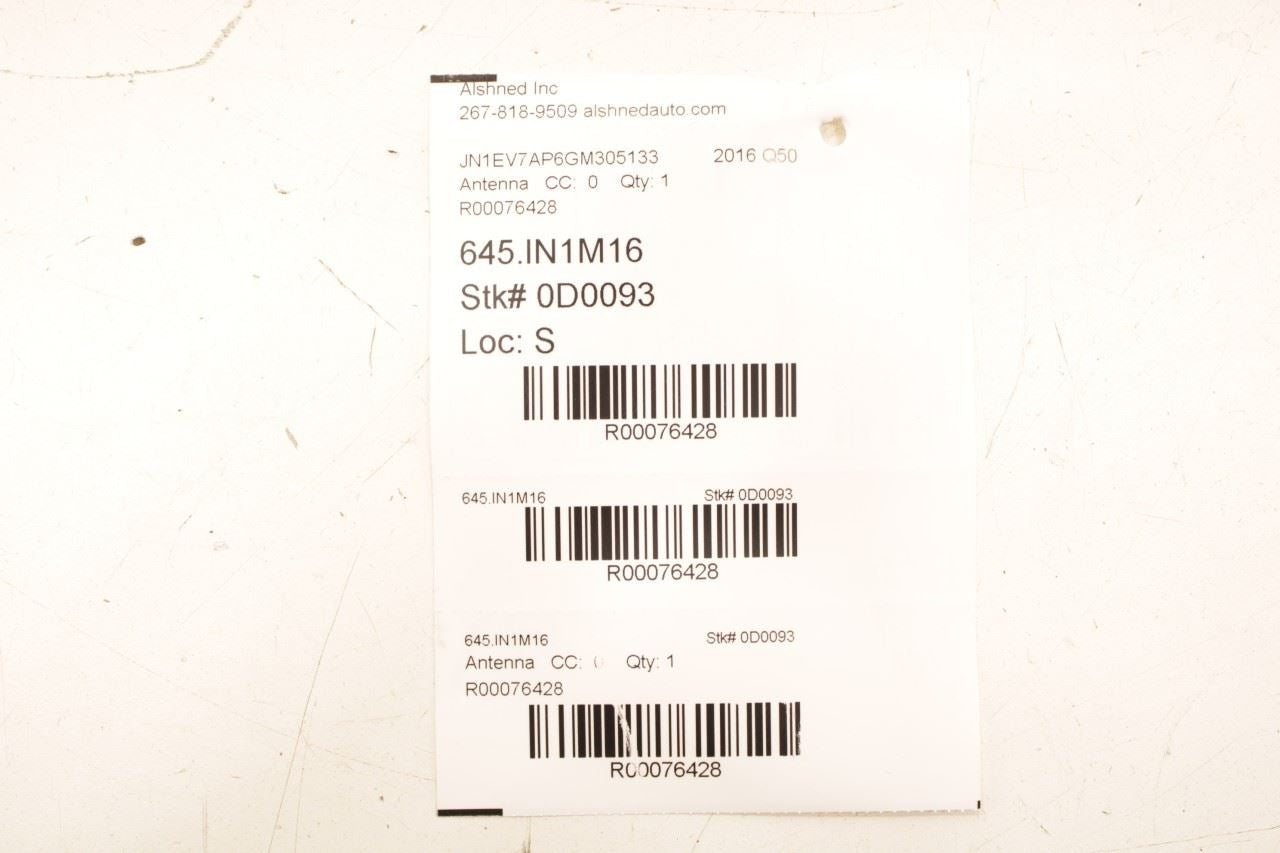 Alshned Inc
267-818-9509 alshnedauto.com
JN1EV7AP6GM305133 2016 Q50
Antenna CC: 0 Qty: 1
R00076428
645.IN1M16
Stk# 0D0093
Loc: S
R00076428
645.IN1M16 Stk# 0D0093
R00076428
645.IN1M16 Stk# 0D0093
Antenna CC: 0 Qty: 1
R00076428
R00076428